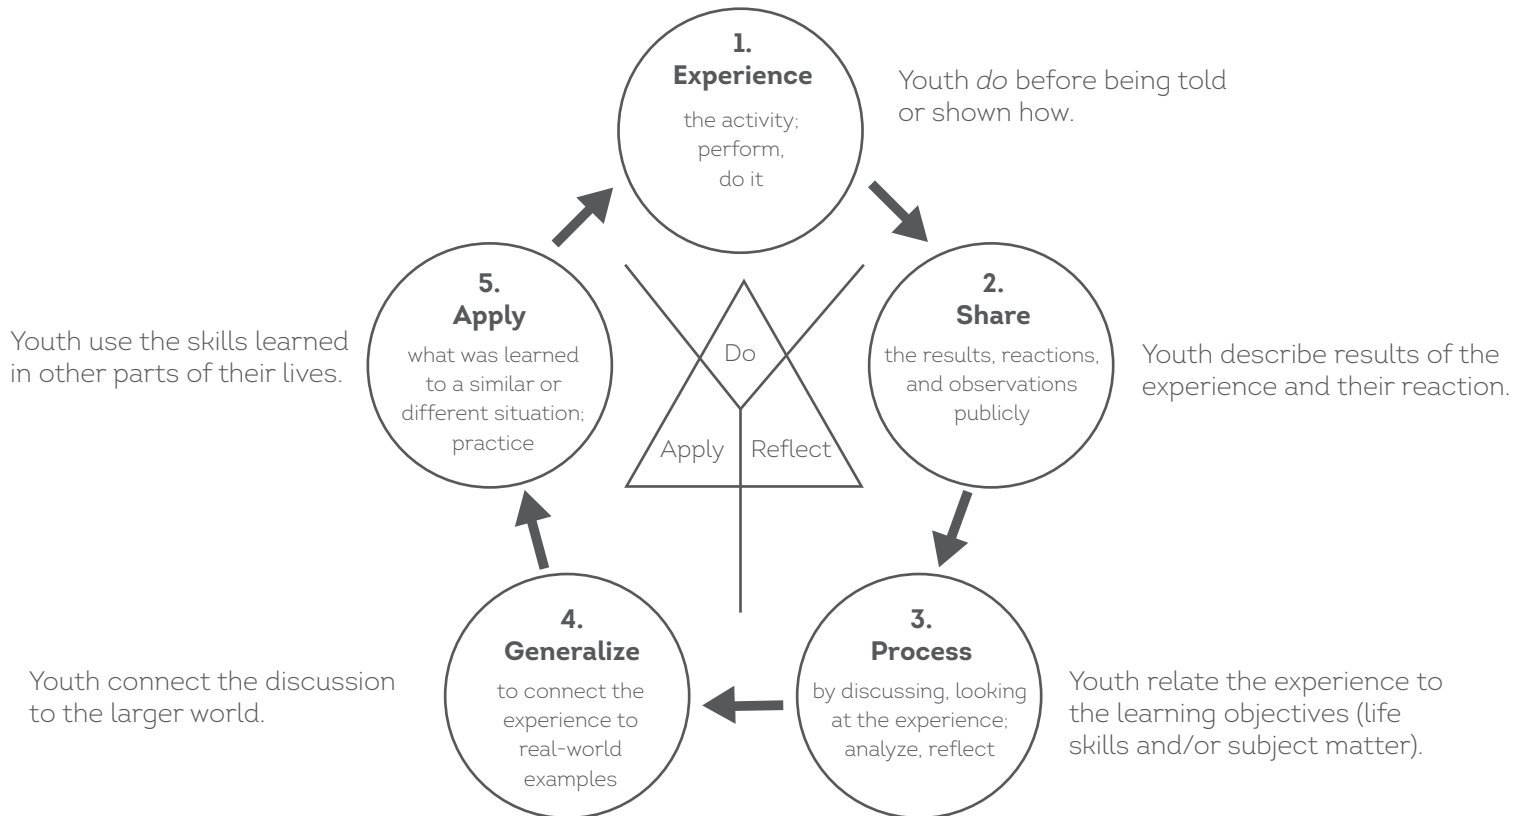 1.
Experience
the activity;
perform,
do it
Youth do before being told
or shown how.
2.
Share
the results, reactions,
and observations
publicly
Youth describe results of the
experience and their reaction.
3.
Process
by discussing, looking
at the experience;
analyze, reflect
Youth relate the experience to
the learning objectives (life
skills and/or subject matter).
4.
Generalize
to connect the
experience to
real-world
examples
Youth connect the discussion
to the larger world.
5.
Apply
what was learned
to a similar or
different situation;
practice
Youth use the skills learned
in other parts of their lives.
Do
Apply
Reflect